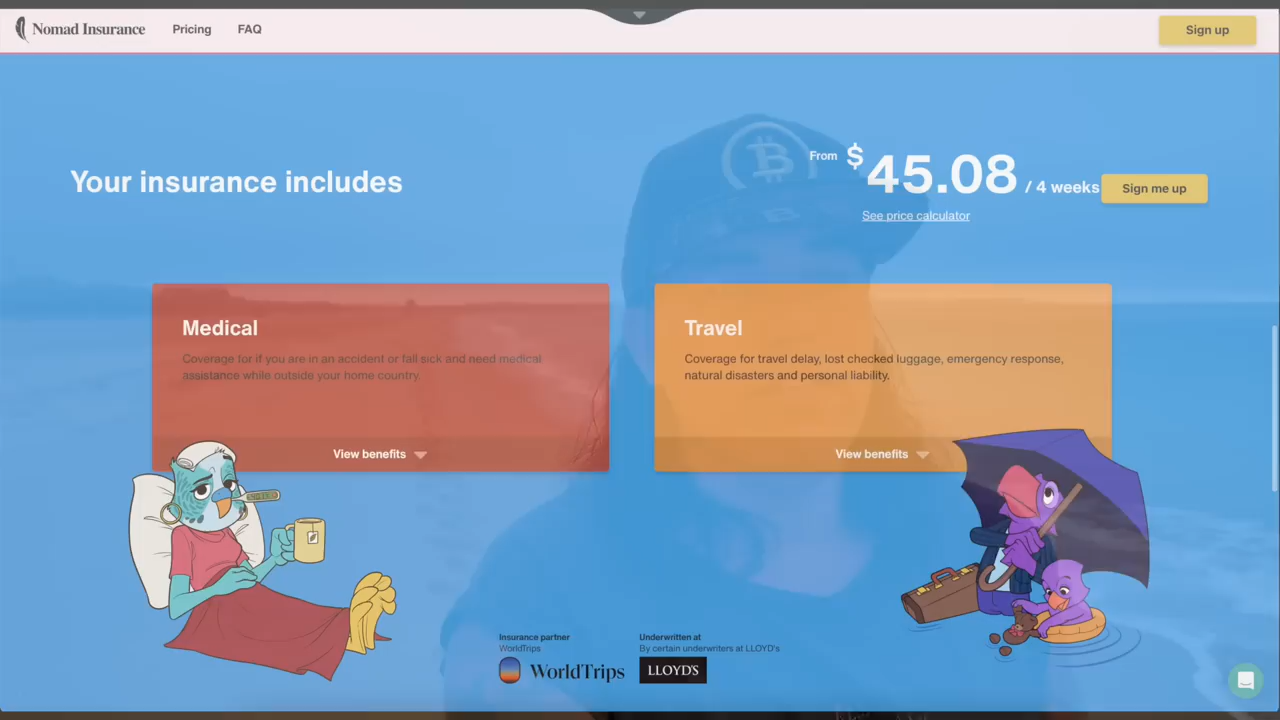 Nomad Insurance
Pricing
FAQ
Sign up
Your insurance includes
From $45.08 / 4 weeks
Sign me up
See price calculator
Medical
Coverage for if you are in an accident or fall sick and need medical
assistance while outside your home country.
View benefits
Travel
Coverage for travel delay, lost checked luggage, emergency response,
natural disasters and personal liability.
View benefits
Insurance partner
WorldTrips
WorldTrips
Underwritten at
By certain underwriters at LLOYD's
LLOYD'S